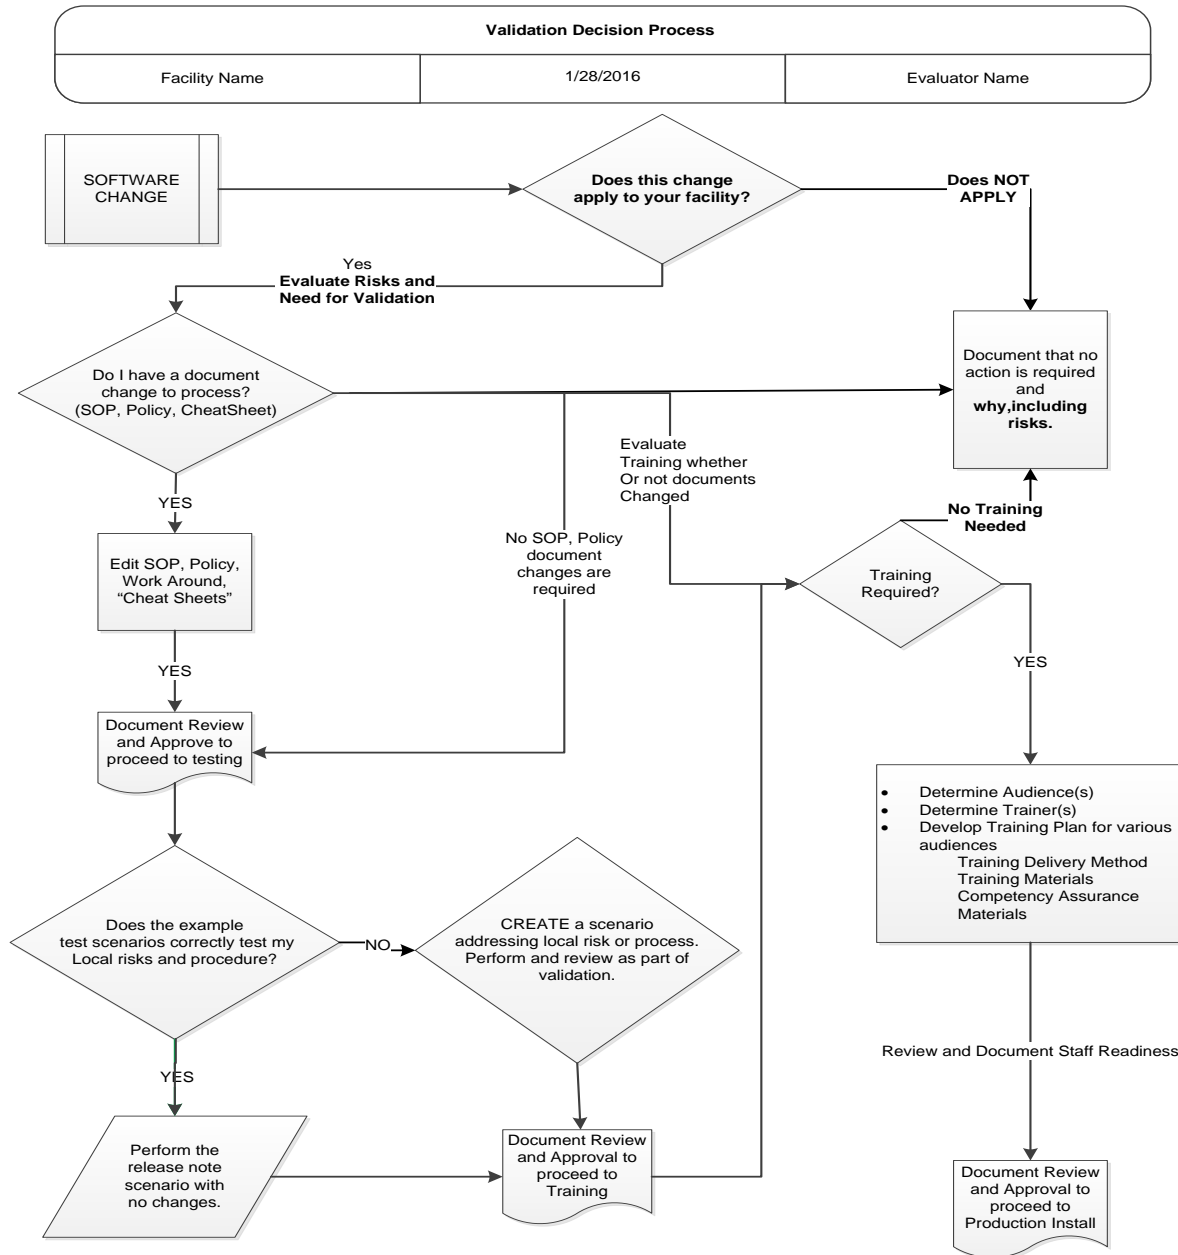 Validation Decision Process
Facility Name
1/28/2016
Evaluator Name
SOFTWARE
CHANGE
Does this change
apply to your facility?
Does NOT
APPLY
Yes
Evaluate Risks and
Need for Validation
Do I have a document
change to process?
(SOP, Policy, CheatSheet)
Document that no
action is required
and
why,including
risks.
Evaluate
Training whether
Or not documents
Changed
YES
No Training
Needed
No SOP, Policy
document
changes are
required
Edit SOP, Policy,
Work Around,
“Cheat Sheets”
Training
Required?
YES
YES
Document Review
and Approve to
proceed to testing
• Determine Audience(s)
• Determine Trainer(s)
• Develop Training Plan for various
audiences
Training Delivery Method
Training Materials
Competency Assurance
Materials
Does the example
test scenarios correctly test my
Local risks and procedure?
NO
CREATE a scenario
addressing local risk or process.
Perform and review as part of
validation.
Review and Document Staff Readiness
YES
Perform the
release note
scenario with
no changes.
Document Review
and Approval to
proceed to
Training
Document Review
and Approval to
proceed to
Production Install